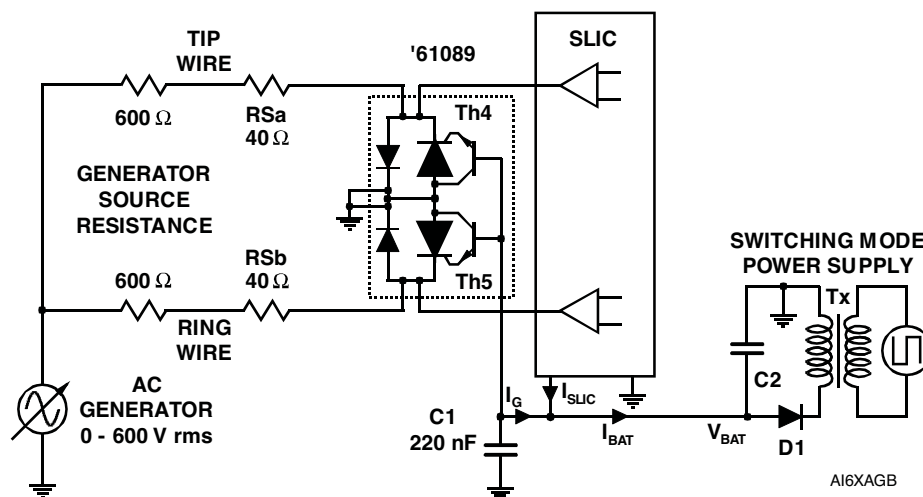 TIP
WIRE
'61089
SLIC
600 Ω
RSa
40 Ω
Th4
GENERATOR
SOURCE
RESISTANCE
RSb
40 Ω
600 Ω
Th5
RING
WIRE
AC
GENERATOR
0 - 600 V rms
SWITCHING MODE
POWER SUPPLY
Tx
C2
IG
ISLIC
C1
220 nF
IBAT
VBAT
D1
AI6XAGB